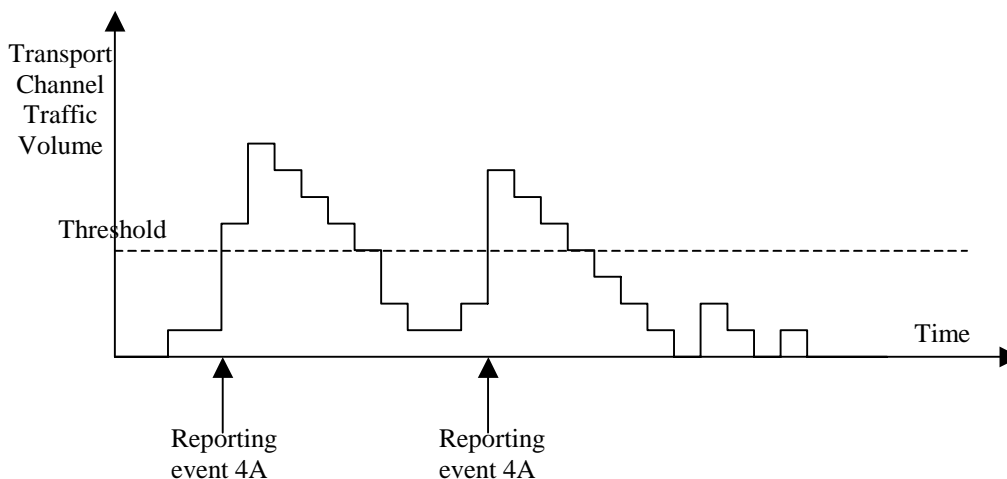 Transport
Channel
Traffic
Volume
Threshold
Time
Reporting
event 4A
Reporting
event 4A